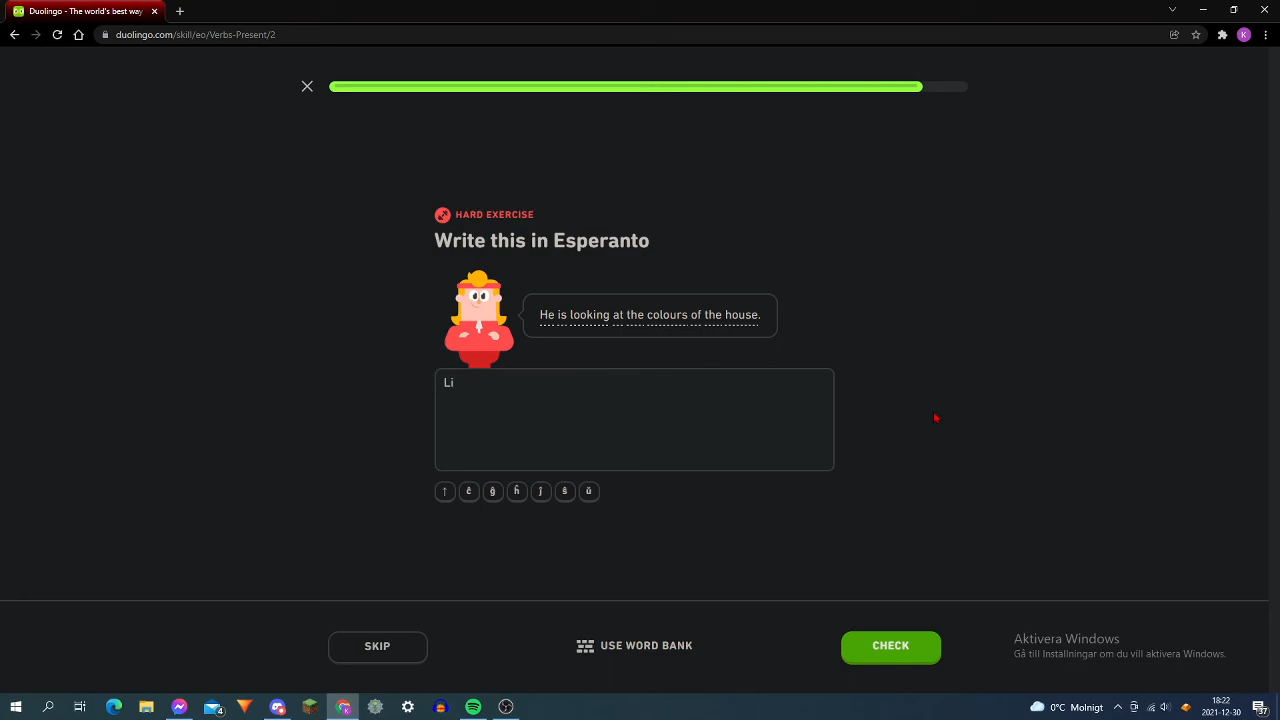 Duolingo - The world's best way
duolingo.com/skill/eo/Verbs-Present/2
K
HARD EXERCISE
Write this in Esperanto
He is looking at the colours of the house.
Li
↑ ĉ ĝ ĥ ĵ ŝ ŭ
SKIP
USE WORD BANK
CHECK
Aktivera Windows
Gå till Inställningar om du vill aktivera Windows.
4
K
0°C Molnigt
18:22
2021-12-30